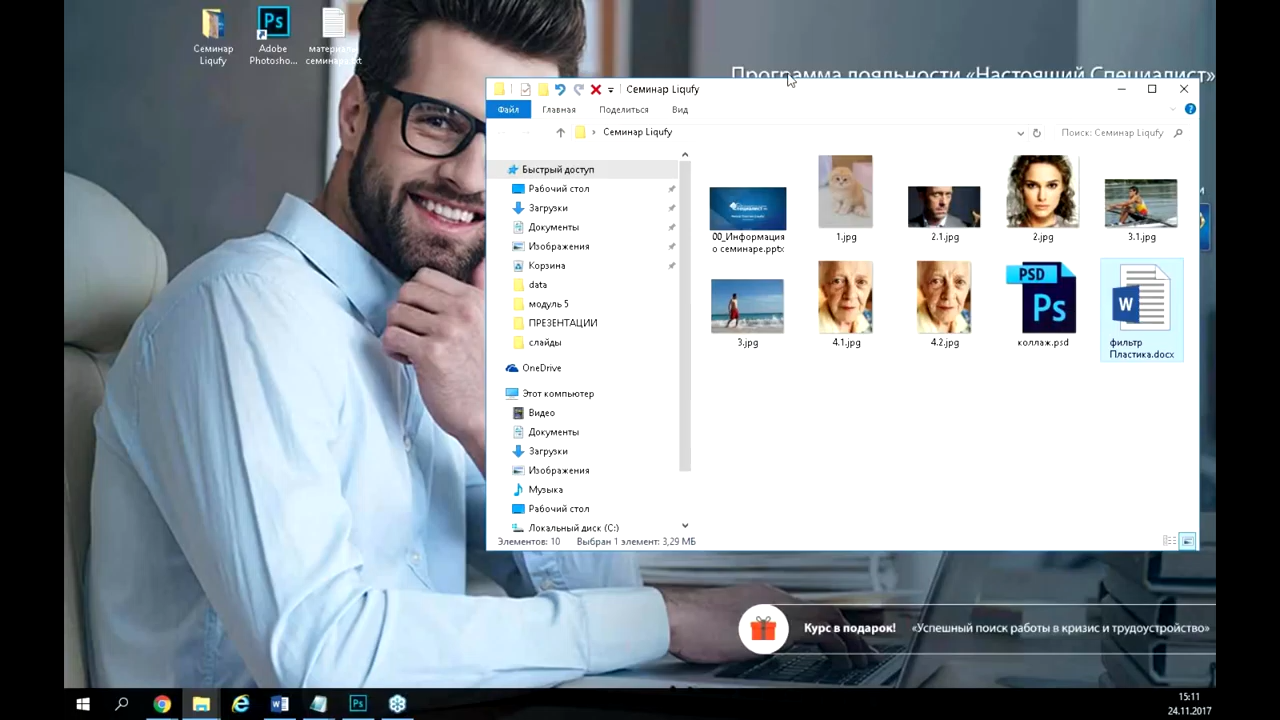 Семинар
Liqufy
Adobe
Photosho...
семинара.txt
Программа лояльности «Настоящий Специалист»
Семинар Liqufy
Файл
Главная
Поделиться
Вид
Семинар Liqufy
Поиск: Семинар Liqufy
Быстрый доступ
Рабочий стол
Загрузки
Документы
Изображения
Корзина
data
модуль 5
ПРЕЗЕНТАЦИИ
слайды
OneDrive
Этот компьютер
Видео
Документы
Загрузки
Изображения
Музыка
Рабочий стол
Локальный диск (C:)
00_Информация
о семинаре.pptx
1.jpg
2.1.jpg
2.jpg
3.1.jpg
3.jpg
4.1.jpg
4.2.jpg
PSD
Ps
коллаж.psd
W
фильтр
Пластика.docx
Элементов: 10
Выбран 1 элемент: 3,29 МБ
Курс в подарок! «Успешный поиск работы в кризис и трудоустройство»
15:11
24.11.2017